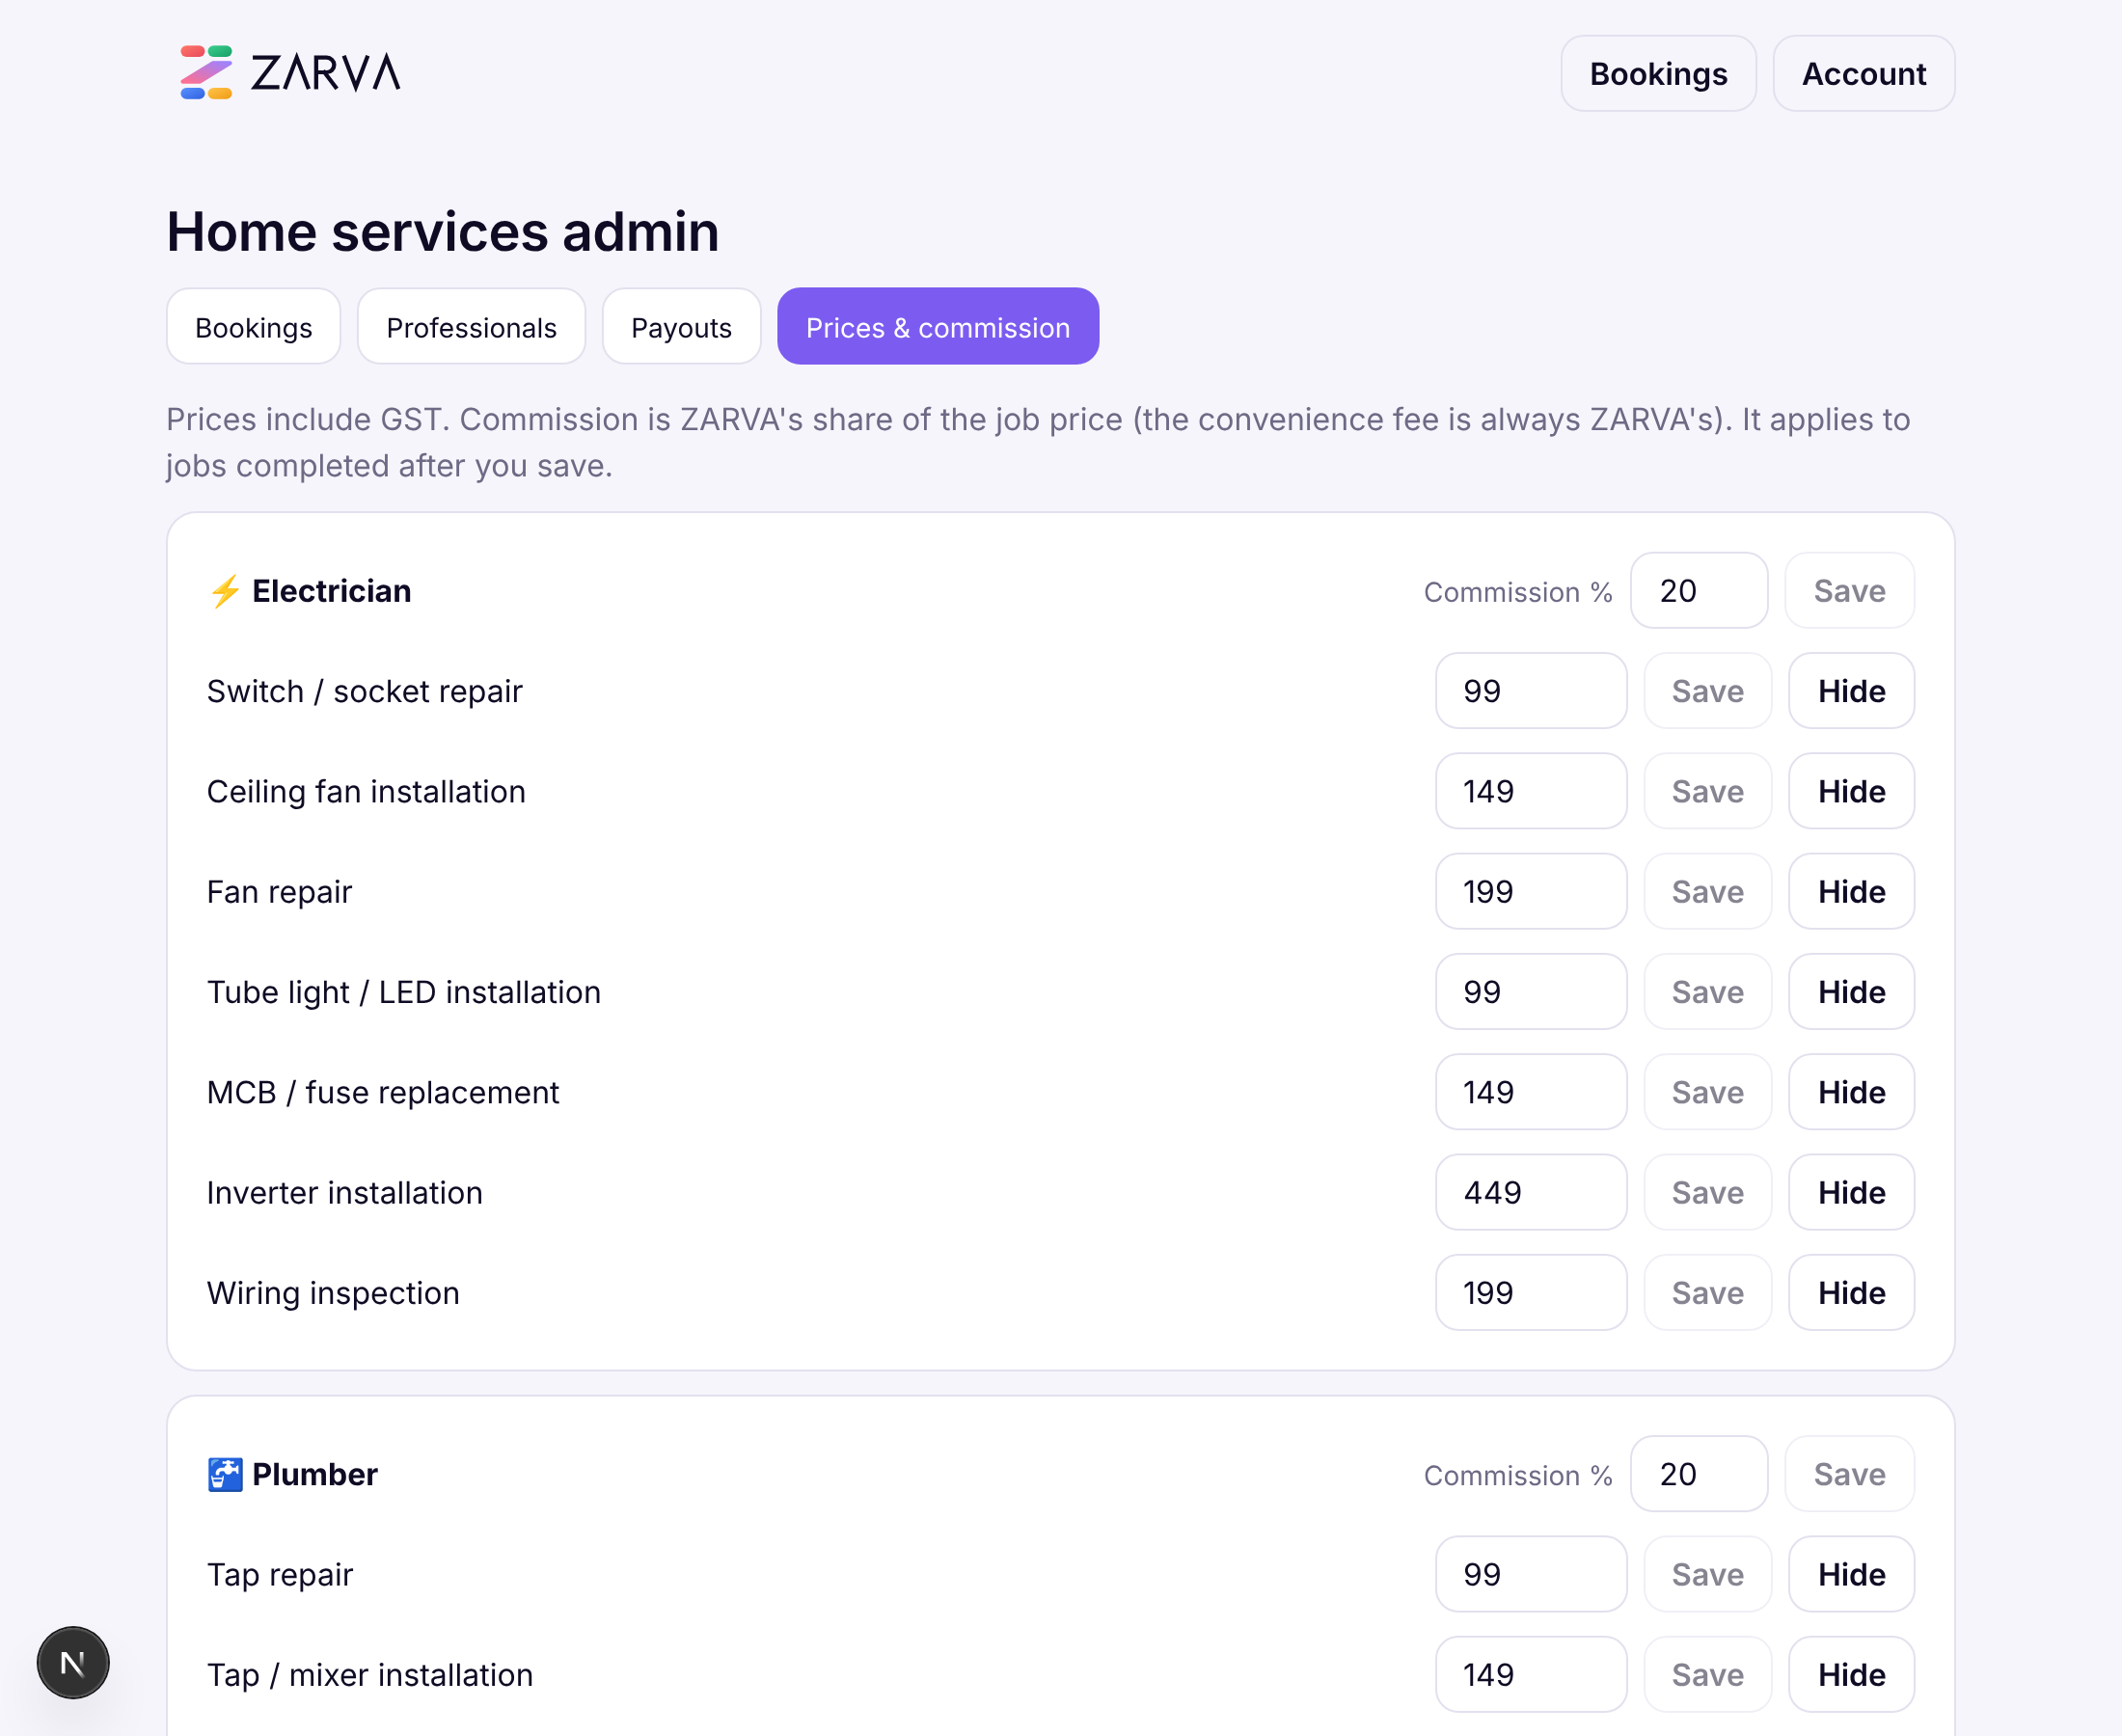 ZARVA
Bookings Account
Home services admin
Bookings Professionals Payouts Prices & commission
Prices include GST. Commission is ZARVA's share of the job price (the convenience fee is always ZARVA's). It applies to
jobs completed after you save.
Electrician Commission % 20 Save
Switch / socket repair 99 Save Hide
Ceiling fan installation 149 Save Hide
Fan repair 199 Save Hide
Tube light / LED installation 99 Save Hide
MCB / fuse replacement 149 Save Hide
Inverter installation 449 Save Hide
Wiring inspection 199 Save Hide
Plumber Commission % 20 Save
Tap repair 99 Save Hide
Tap / mixer installation 149 Save Hide
N